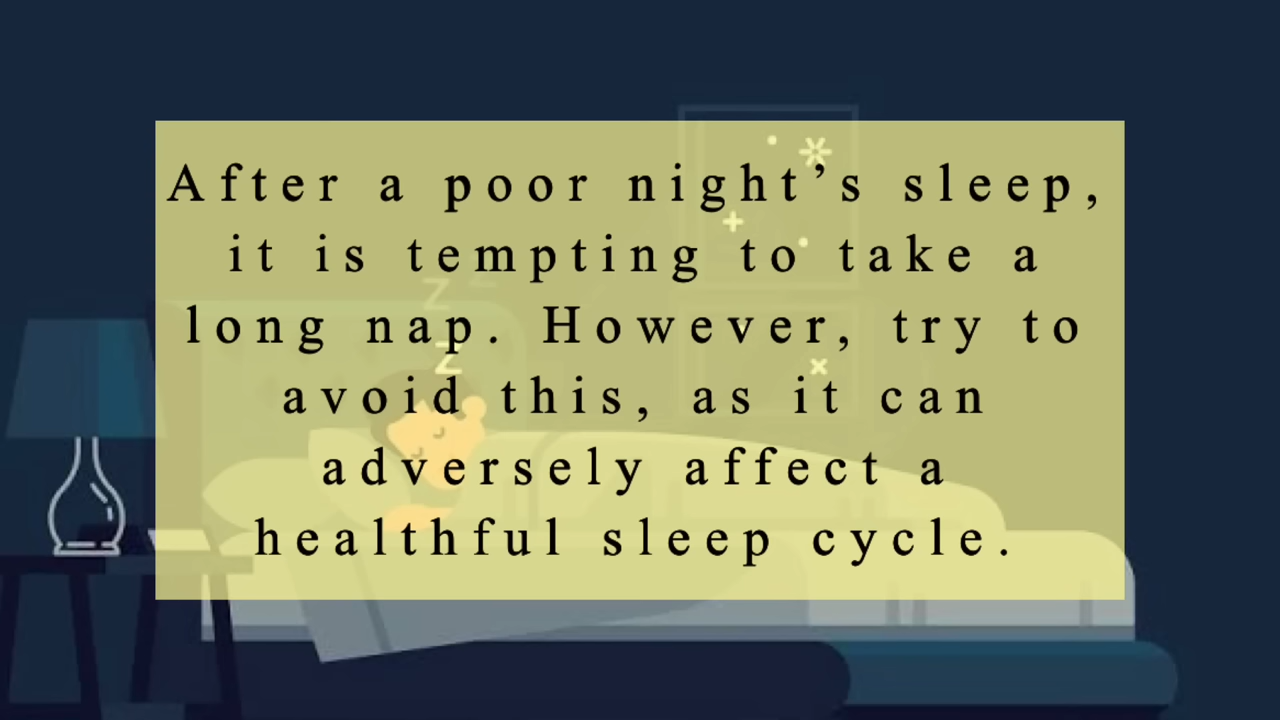 After a poor night’s sleep,
it is tempting to take a
long nap. However, try to
avoid this, as it can
adversely affect a
healthful sleep cycle.
z
z
z